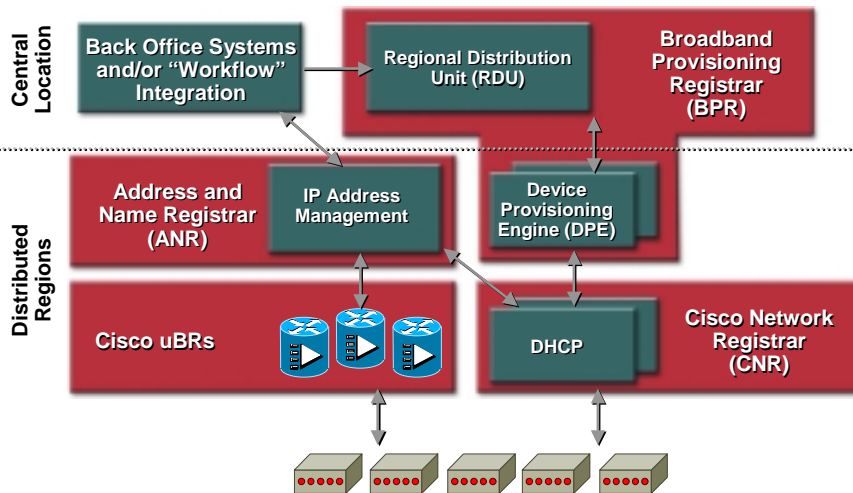 Central
Location
Back Office Systems
and/or “Workflow”
Integration
Regional Distribution
Unit (RDU)
Broadband
Provisioning
Registrar
(BPR)
Distributed
Regions
Address and
Name Registrar
(ANR)
IP Address
Management
Device
Provisioning
Engine (DPE)
Cisco uBRs
DHCP
Cisco Network
Registrar
(CNR)